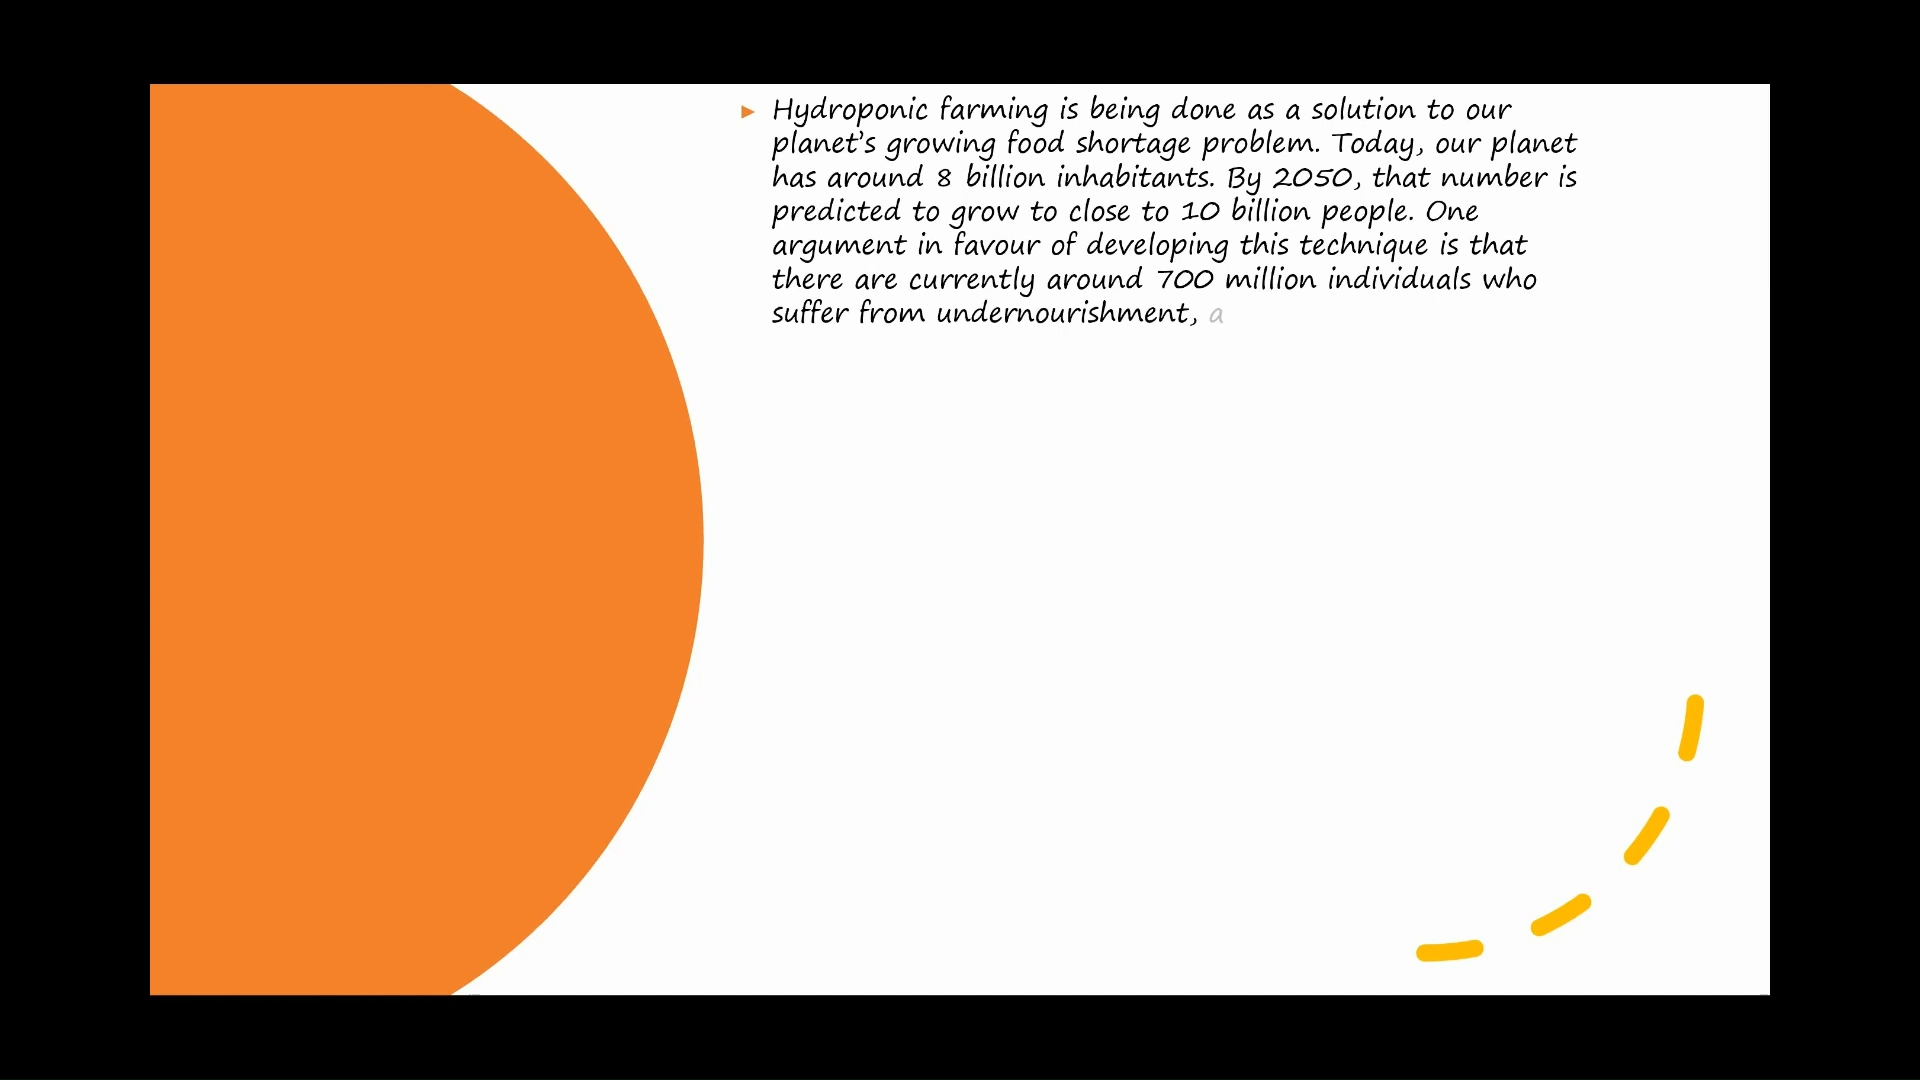 Hydroponic farming is being done as a solution to our
planet's growing food shortage problem. Today, our planet
has around 8 billion inhabitants. By 2050, that number is
predicted to grow to close to 10 billion people. One
argument in favour of developing this technique is that
there are currently around 700 million individuals who
suffer from undernourishment, a